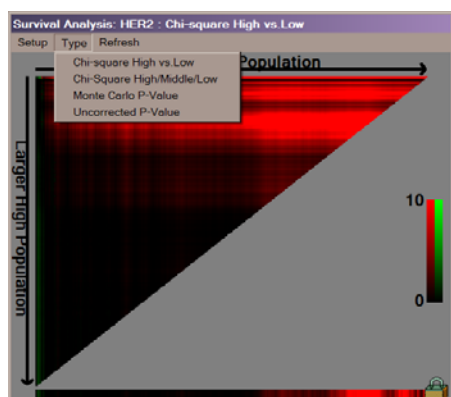 Survival Analysis: HER2 : Chi-square High vs.Low
Setup Type Refresh
Chi-square High vs.Low
Chi-Square High/Middle/Low
Monte Carlo P-Value
Uncorrected P-Value
Population
Larger High Population
10
0